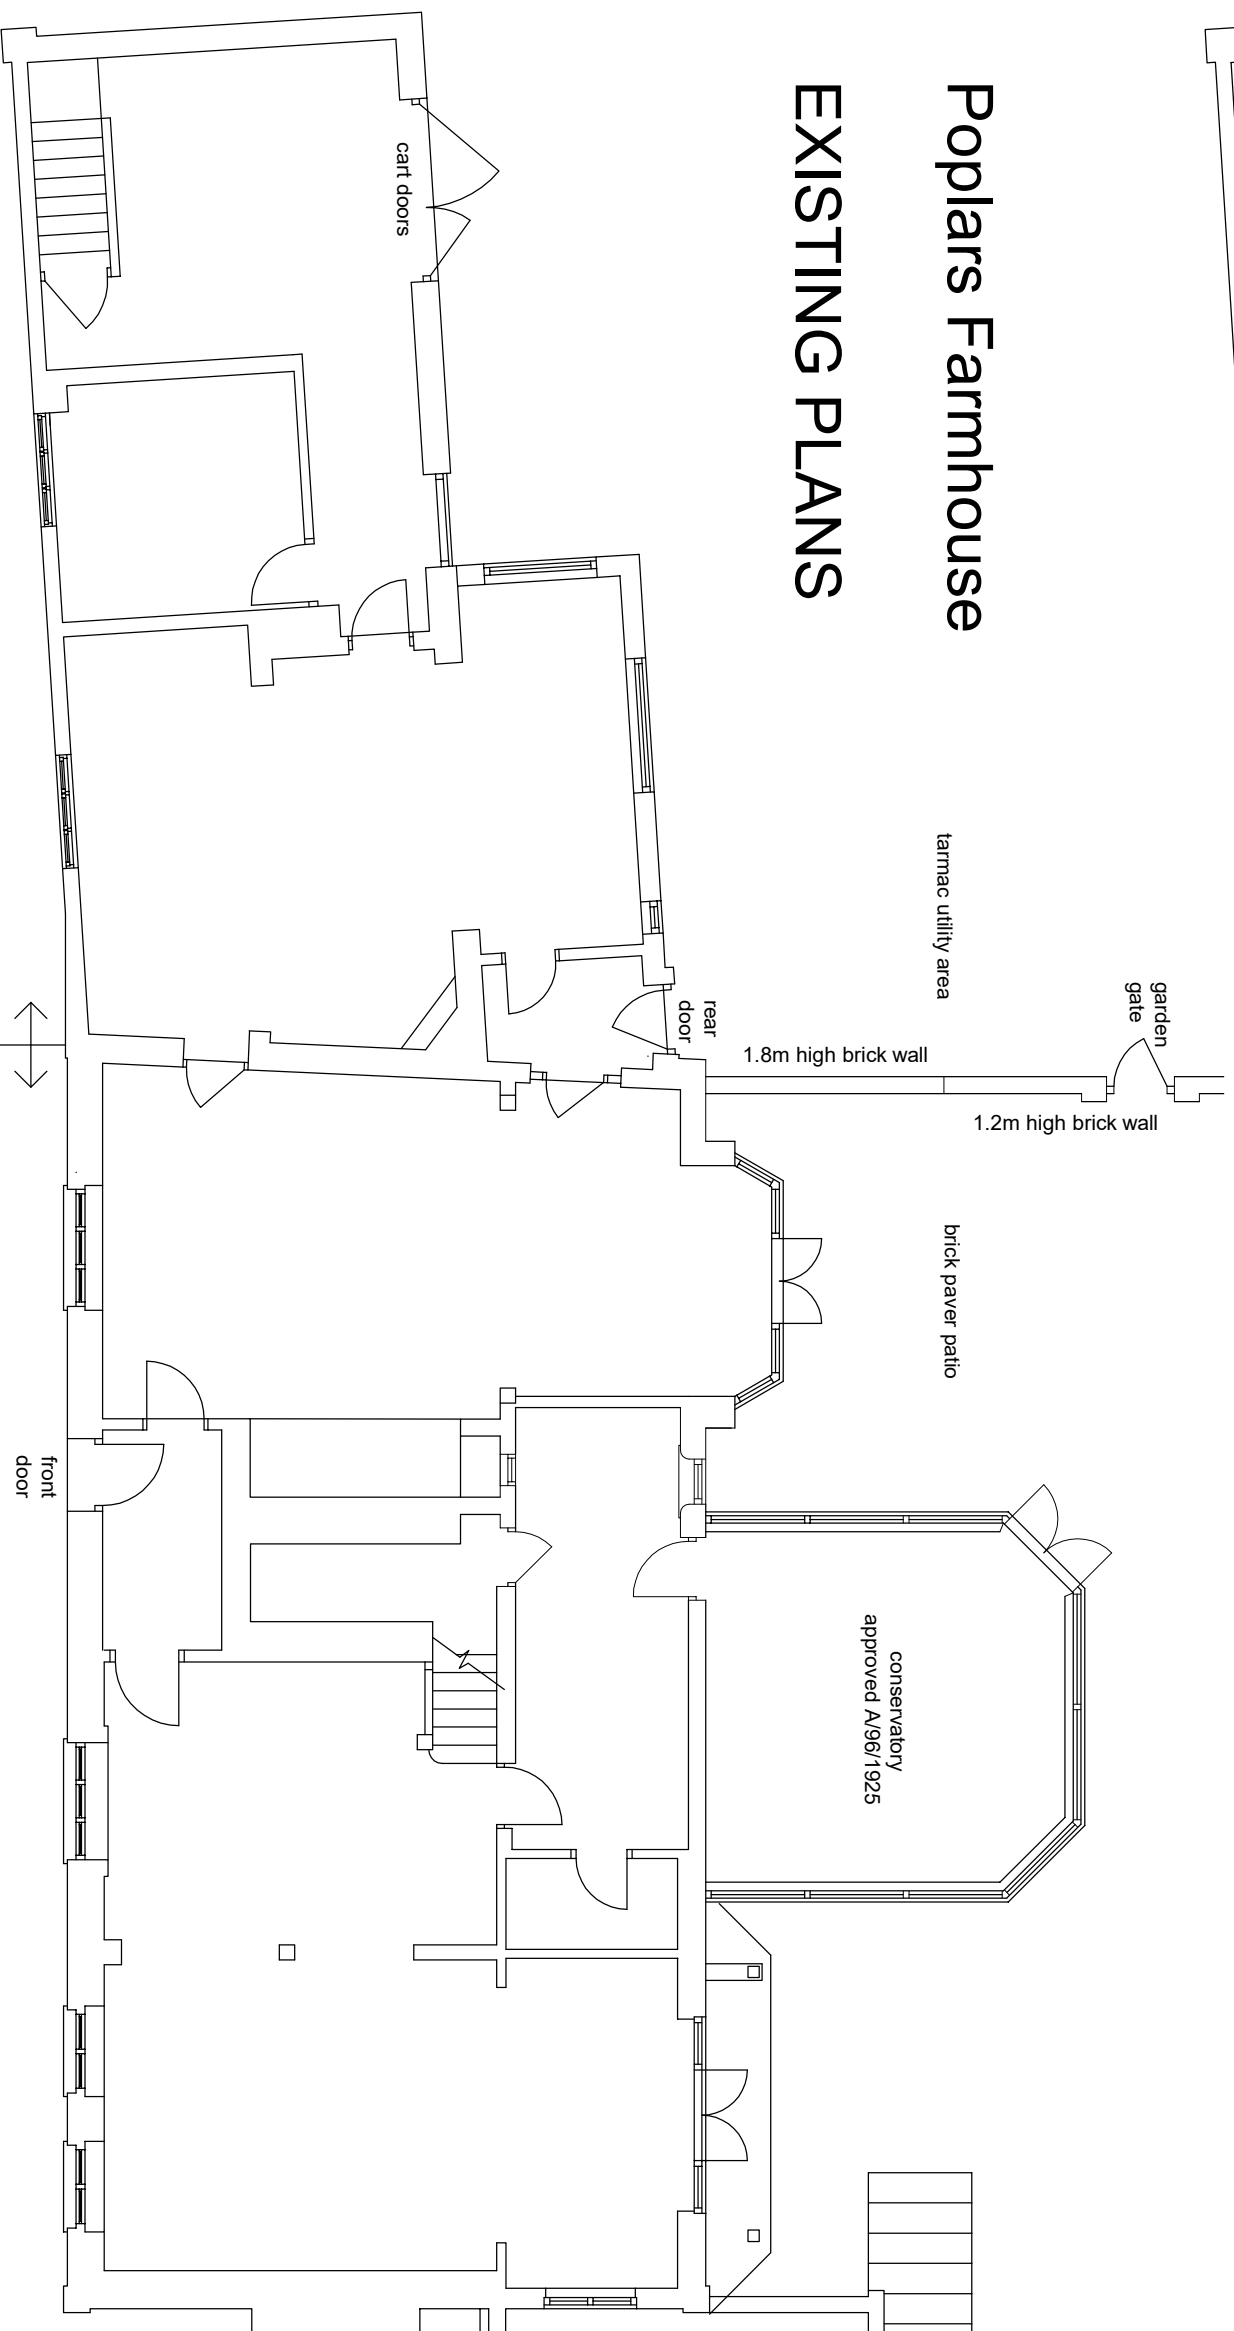 Poplars Farmhouse
EXISTING PLANS
cart doors
tarmac utility area
garden
gate
rear
door
1.8m high brick wall
1.2m high brick wall
brick paver patio
front
door
conservatory
approved A/96/1925